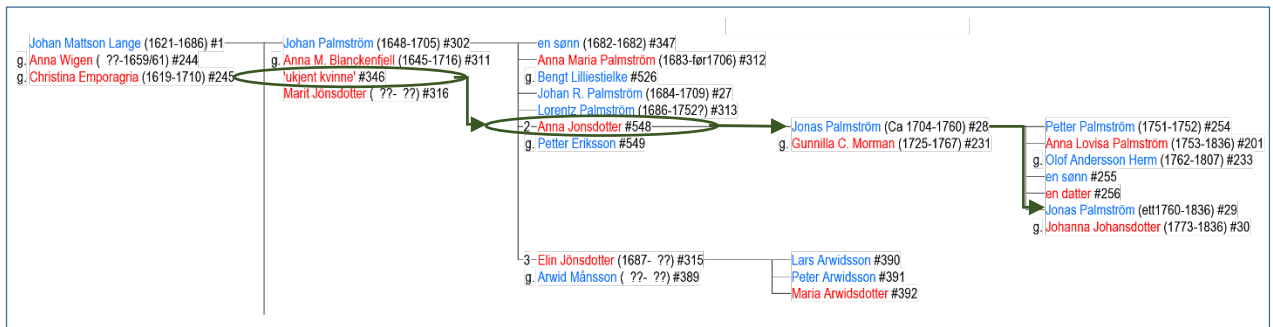 Johan Mattson Lange (1621-1686) #1
g. Anna Wigen ( ??-1659/61) #244
g. Christina Emporagria (1619-1710) #245
Johan Palmström (1648-1705) #302
g. Anna M. Blanckenfjell (1645-1716) #311
'ukjent kvinne' #346
Marit Jönsdotter ( ??- ??) #316
en sønn (1682-1682) #347
Anna Maria Palmström (1683-før1706) #312
g. Bengt Lilliestielke #526
Johan R. Palmström (1684-1709) #27
Lorentz Palmström (1686-1752?) #313
2 Anna Jonsdotter #548
g. Petter Eriksson #549
3 Elin Jönsdotter (1687- ??) #315
g. Arwid Månsson ( ??- ??) #389
Jonas Palmström (Ca 1704-1760) #28
g. Gunnilla C. Morman (1725-1767) #231
Lars Arwidsson #390
Peter Arwidsson #391
Maria Arwidsdotter #392
Petter Palmström (1751-1752) #254
Anna Lovisa Palmström (1753-1836) #201
g. Olof Andersson Herm (1762-1807) #233
en sønn #255
en datter #256
Jonas Palmström (ett1760-1836) #29
g. Johanna Johansdotter (1773-1836) #30